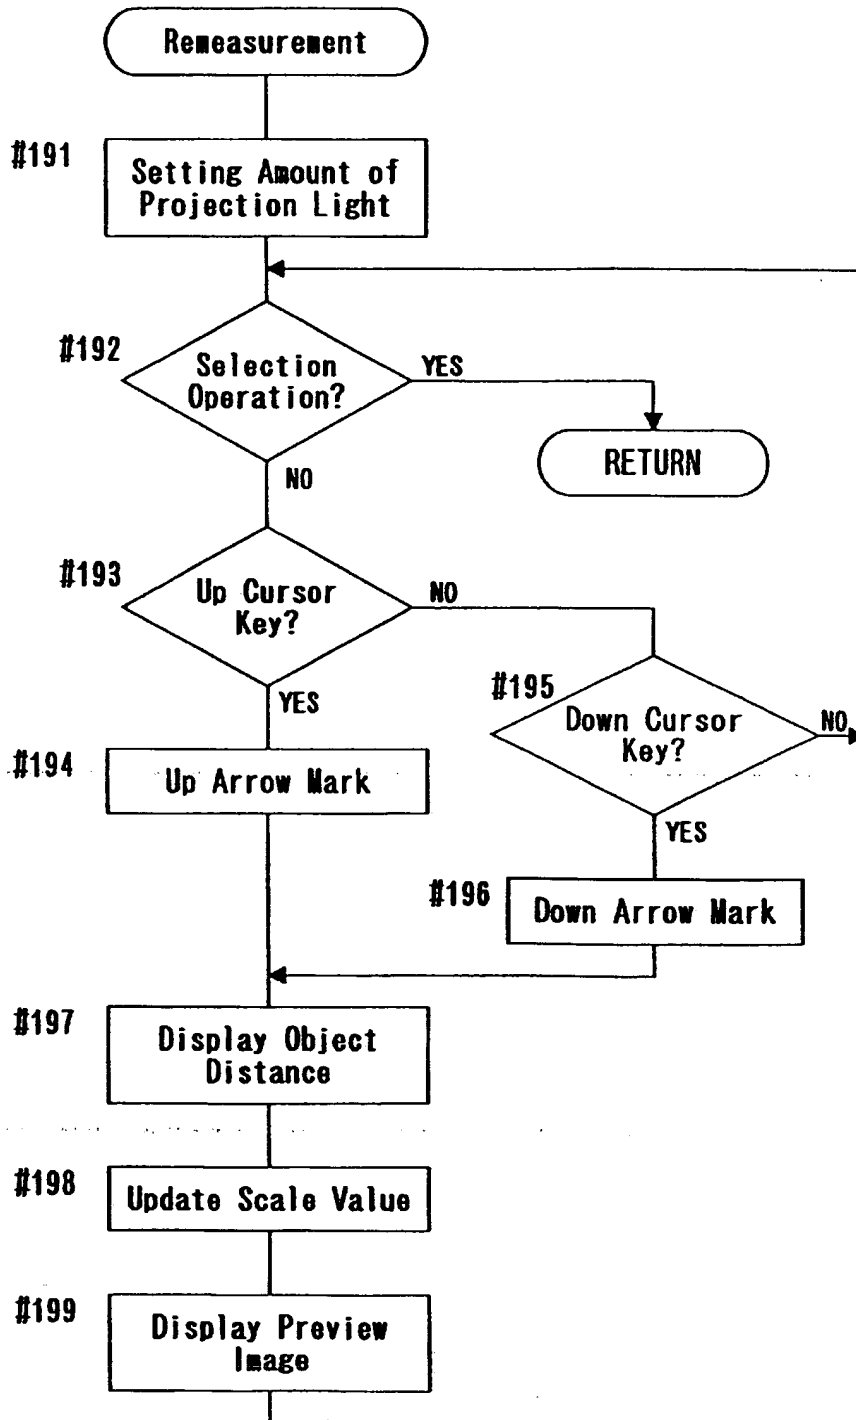 Remeasurement
#191
Setting Amount of
Projection Light
#192
Selection
Operation?
YES
RETURN
NO
#193
Up Cursor
Key?
NO
YES
#195
Down Cursor
Key?
NO
#194
Up Arrow Mark
YES
#196
Down Arrow Mark
#197
Display Object
Distance
#198
Update Scale Value
#199
Display Preview
Image